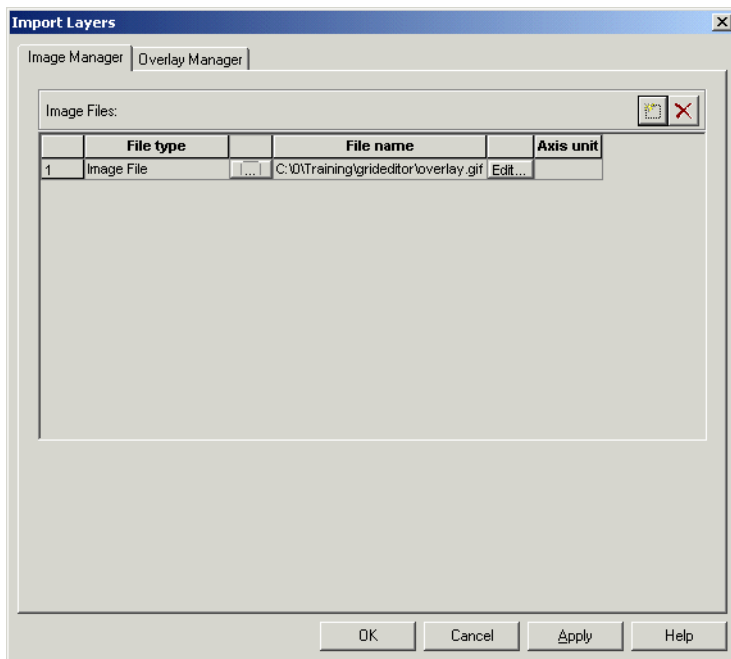 Import Layers
Image Manager Overlay Manager
Image Files:
File type File name Axis unit
1 Image File ... C:\0\Training\grideditor\overlay.gif Edit...
OK Cancel Apply Help